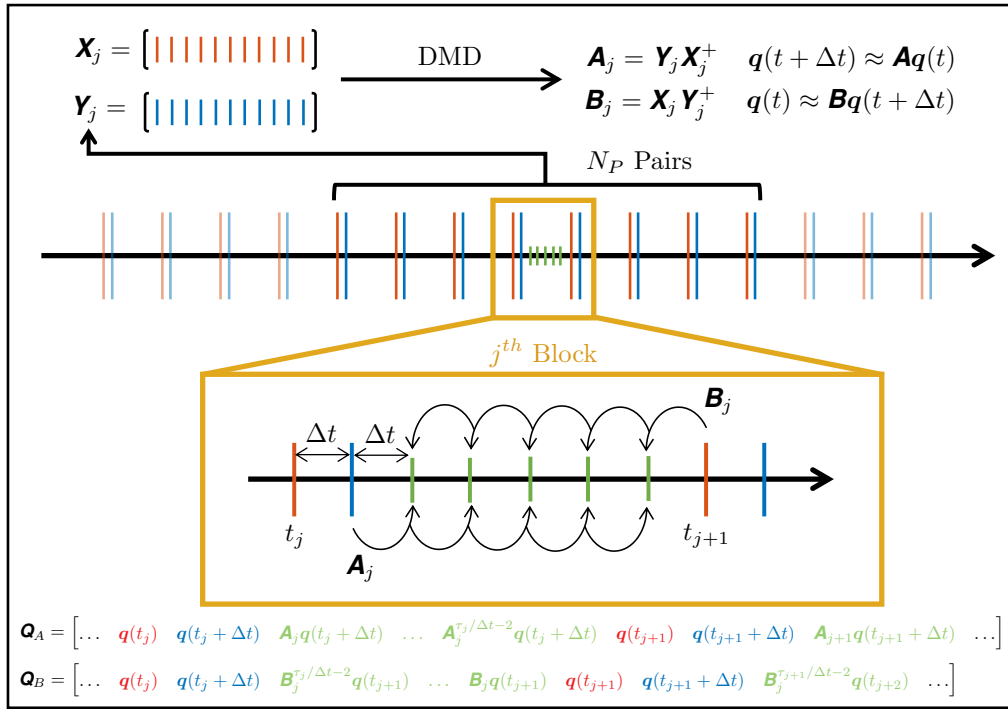 X_j = [ ]
DMD
A_j = Y_j X_j^+ q(t + Δt) ≈ Aq(t)
Y_j = [ ]
B_j = X_j Y_j^+ q(t) ≈ Bq(t + Δt)
N_P Pairs
j^{th} Block
B_j
Δt Δt
t_j t_{j+1}
A_j
Q_A = [... q(t_j) q(t_j + Δt) A_j q(t_j + Δt) ... A_j^{τ_j/Δt−2} q(t_j + Δt) q(t_{j+1}) q(t_{j+1} + Δt) A_{j+1} q(t_{j+1} + Δt) ...]
Q_B = [... q(t_j) q(t_j + Δt) B_j^{τ_j/Δt−2} q(t_{j+1}) ... B_j q(t_{j+1}) q(t_{j+1}) q(t_{j+1} + Δt) B_j^{τ_{j+1}/Δt−2} q(t_{j+2}) ...]